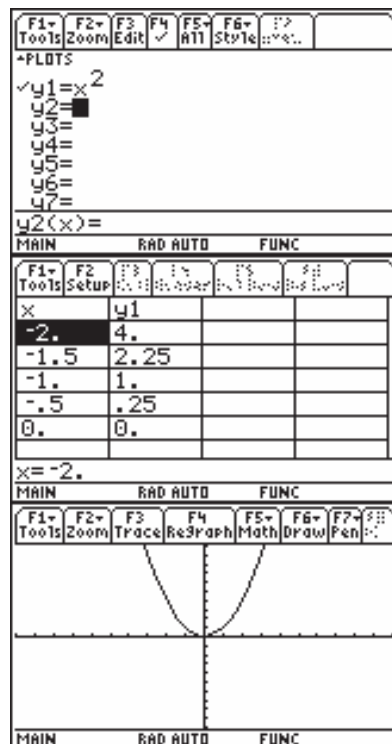 F1▾ F2▾ F3 F4 F5▾ F6▾
Tools Zoom Edit ✓ All Style
▴PLOTS
✓y1=x²
y2=
y3=
y4=
y5=
y6=
y7=
y2(x)=
MAIN RAD AUTO FUNC
F1▾ F2
Tools Setup
x y1
-2. 4.
-1.5 2.25
-1. 1.
-.5 .25
0. 0.
x=-2.
MAIN RAD AUTO FUNC
F1▾ F2▾ F3 F4 F5▾ F6▾ F7▾
Tools Zoom Trace ReGraph Math Draw Pen
MAIN RAD AUTO FUNC